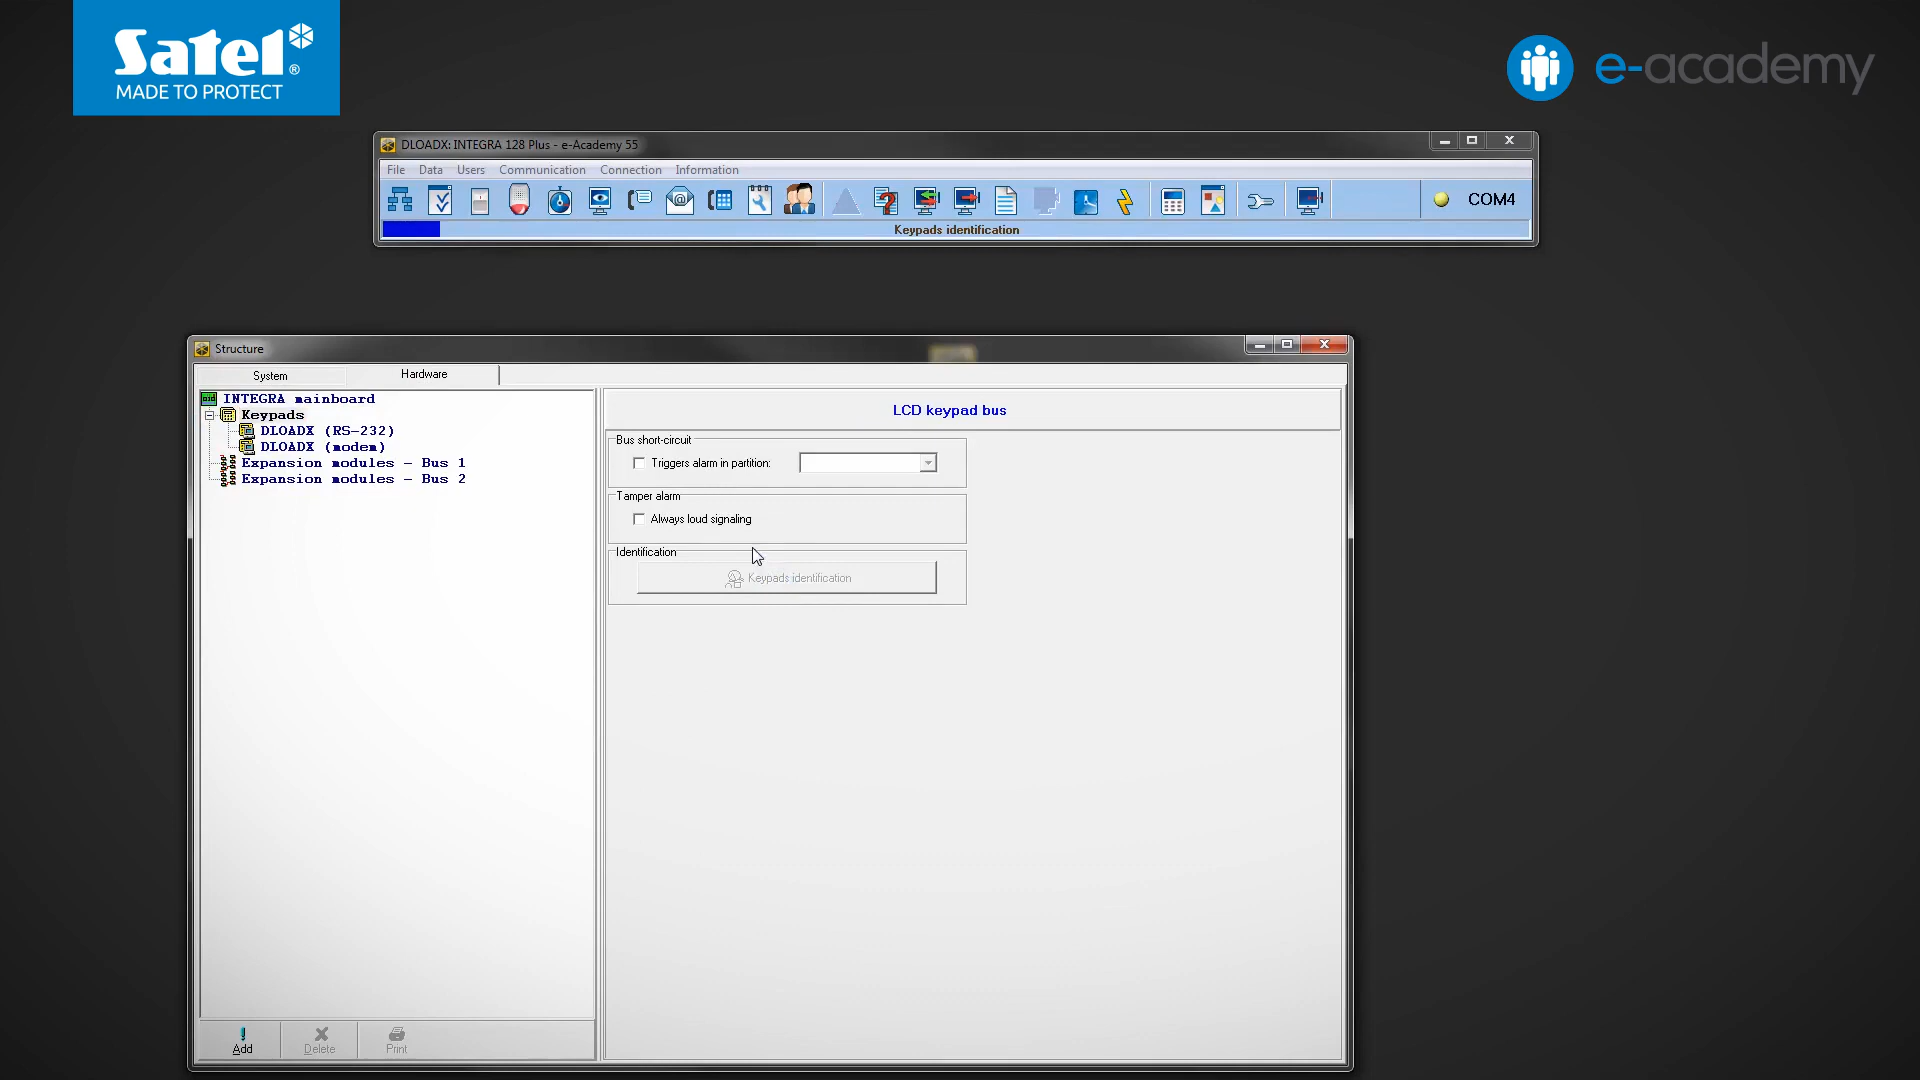 Satel®
MADE TO PROTECT
e-academy
DLOADX: INTEGRA 128 Plus - e-Academy 55
File Data Users Communication Connection Information
COM4
Keypads identification
Structure
System Hardware
INTEGRA mainboard
Keypads
DLOADX (RS-232)
DLOADX (modem)
Expansion modules - Bus 1
Expansion modules - Bus 2
LCD keypad bus
Bus short-circuit
Triggers alarm in partition:
Tamper alarm
Always loud signaling
Identification
Keypads identification
Add Delete Print